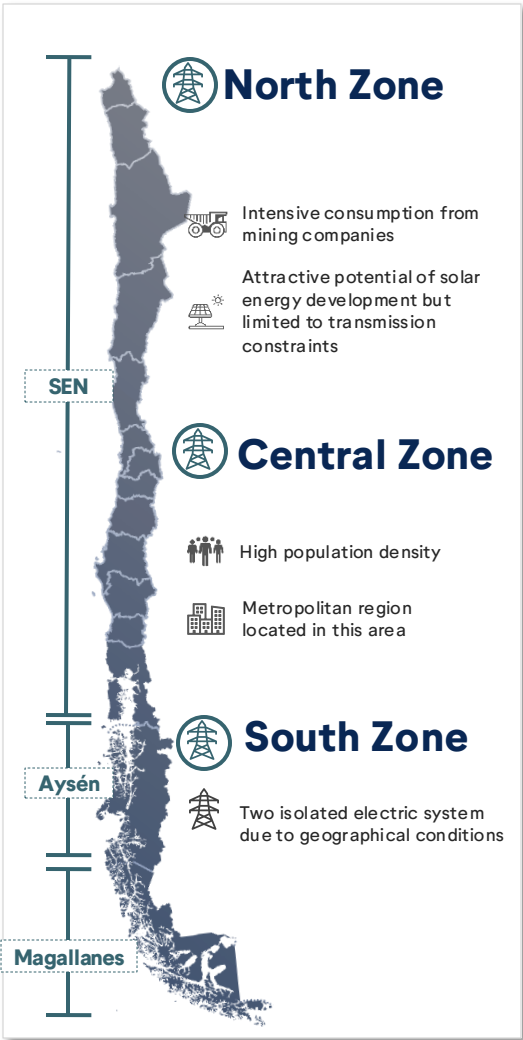 North Zone
Intensive consumption from
mining companies
Attractive potential of solar
energy development but
limited to transmission
constraints
SEN
Central Zone
High population density
Metropolitan region
located in this area
South Zone
Aysén
Two isolated electric system
due to geographical conditions
Magallanes